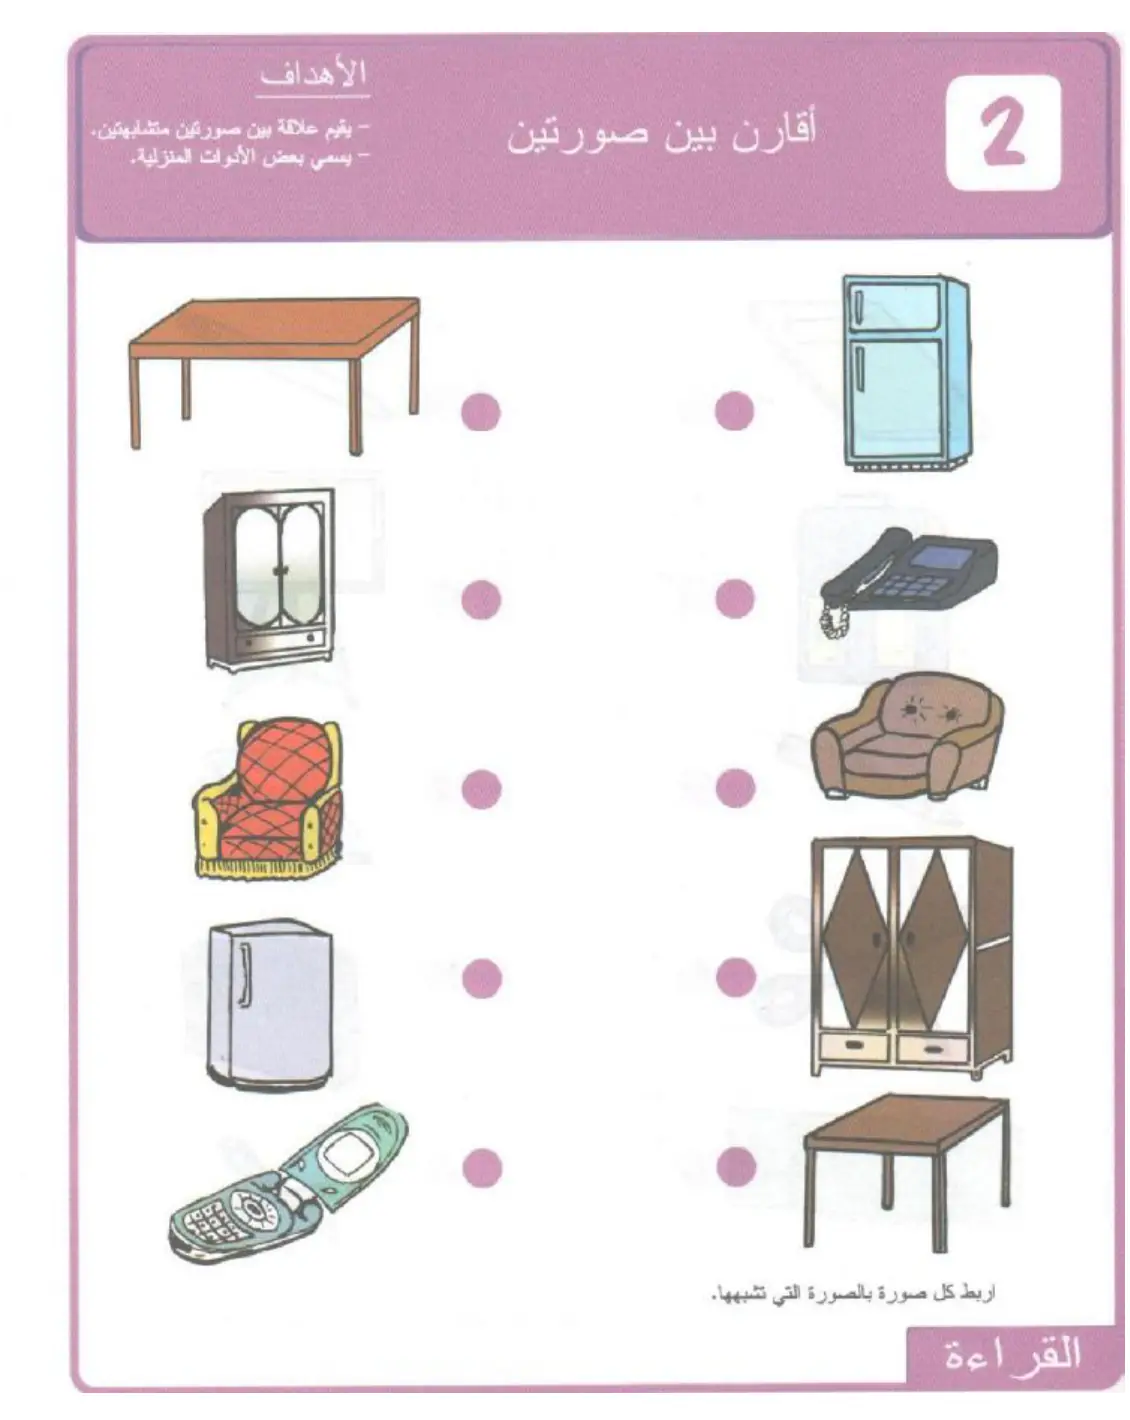 2
أقارن بين صورتين
الأهداف
- يقيم علاقة بين صورتين متشابهتين.
- يسمي بعض الأدوات المنزلية.
اربط كل صورة بالصورة التي تشبهها.
القراءة